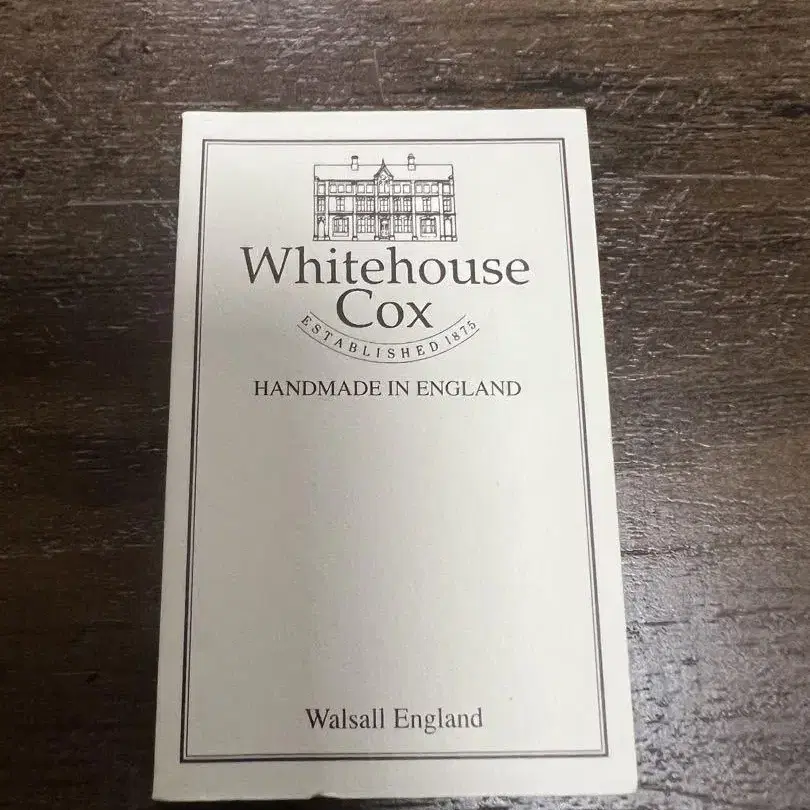 Whitehouse
Cox
ESTABLISHED 1875
HANDMADE IN ENGLAND
Walsall England